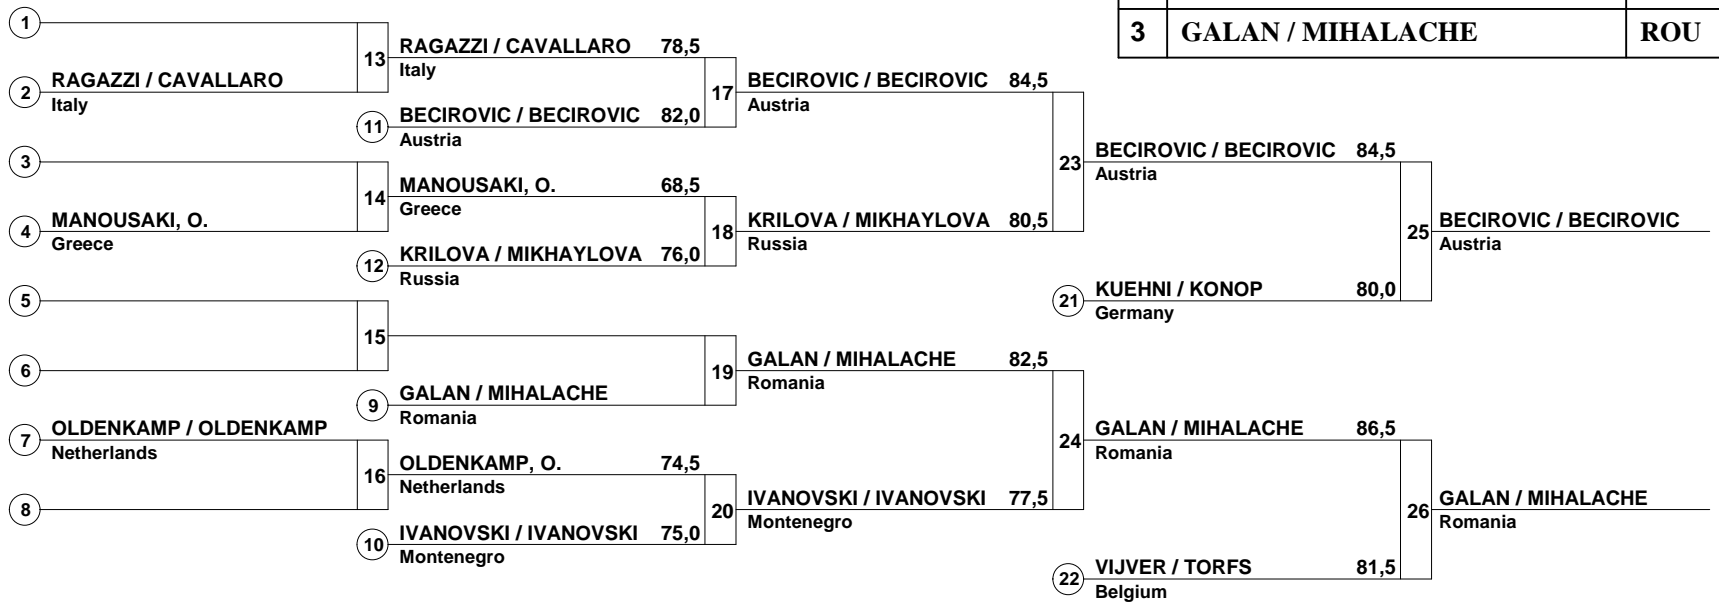 3 GALAN / MIHALACHE ROU
1
13 RAGAZZI / CAVALLARO 78,5
Italy
2 RAGAZZI / CAVALLARO
Italy
17 BECIROVIC / BECIROVIC 84,5
Austria
11 BECIROVIC / BECIROVIC 82,0
Austria
3
23 BECIROVIC / BECIROVIC 84,5
Austria
14 MANOUSAKI, O. 68,5
Greece
4 MANOUSAKI, O.
Greece
18 KRILOVA / MIKHAYLOVA 80,5
Russia
25 BECIROVIC / BECIROVIC
Austria
12 KRILOVA / MIKHAYLOVA 76,0
Russia
5
21 KUEHNI / KONOP 80,0
Germany
15
6
19 GALAN / MIHALACHE 82,5
Romania
9 GALAN / MIHALACHE
Romania
7 OLDENKAMP / OLDENKAMP
Netherlands
24 GALAN / MIHALACHE 86,5
Romania
16 OLDENKAMP, O. 74,5
Netherlands
8
20 IVANOVSKI / IVANOVSKI 77,5
Montenegro
26 GALAN / MIHALACHE
Romania
10 IVANOVSKI / IVANOVSKI 75,0
Montenegro
22 VIJVER / TORFS 81,5
Belgium